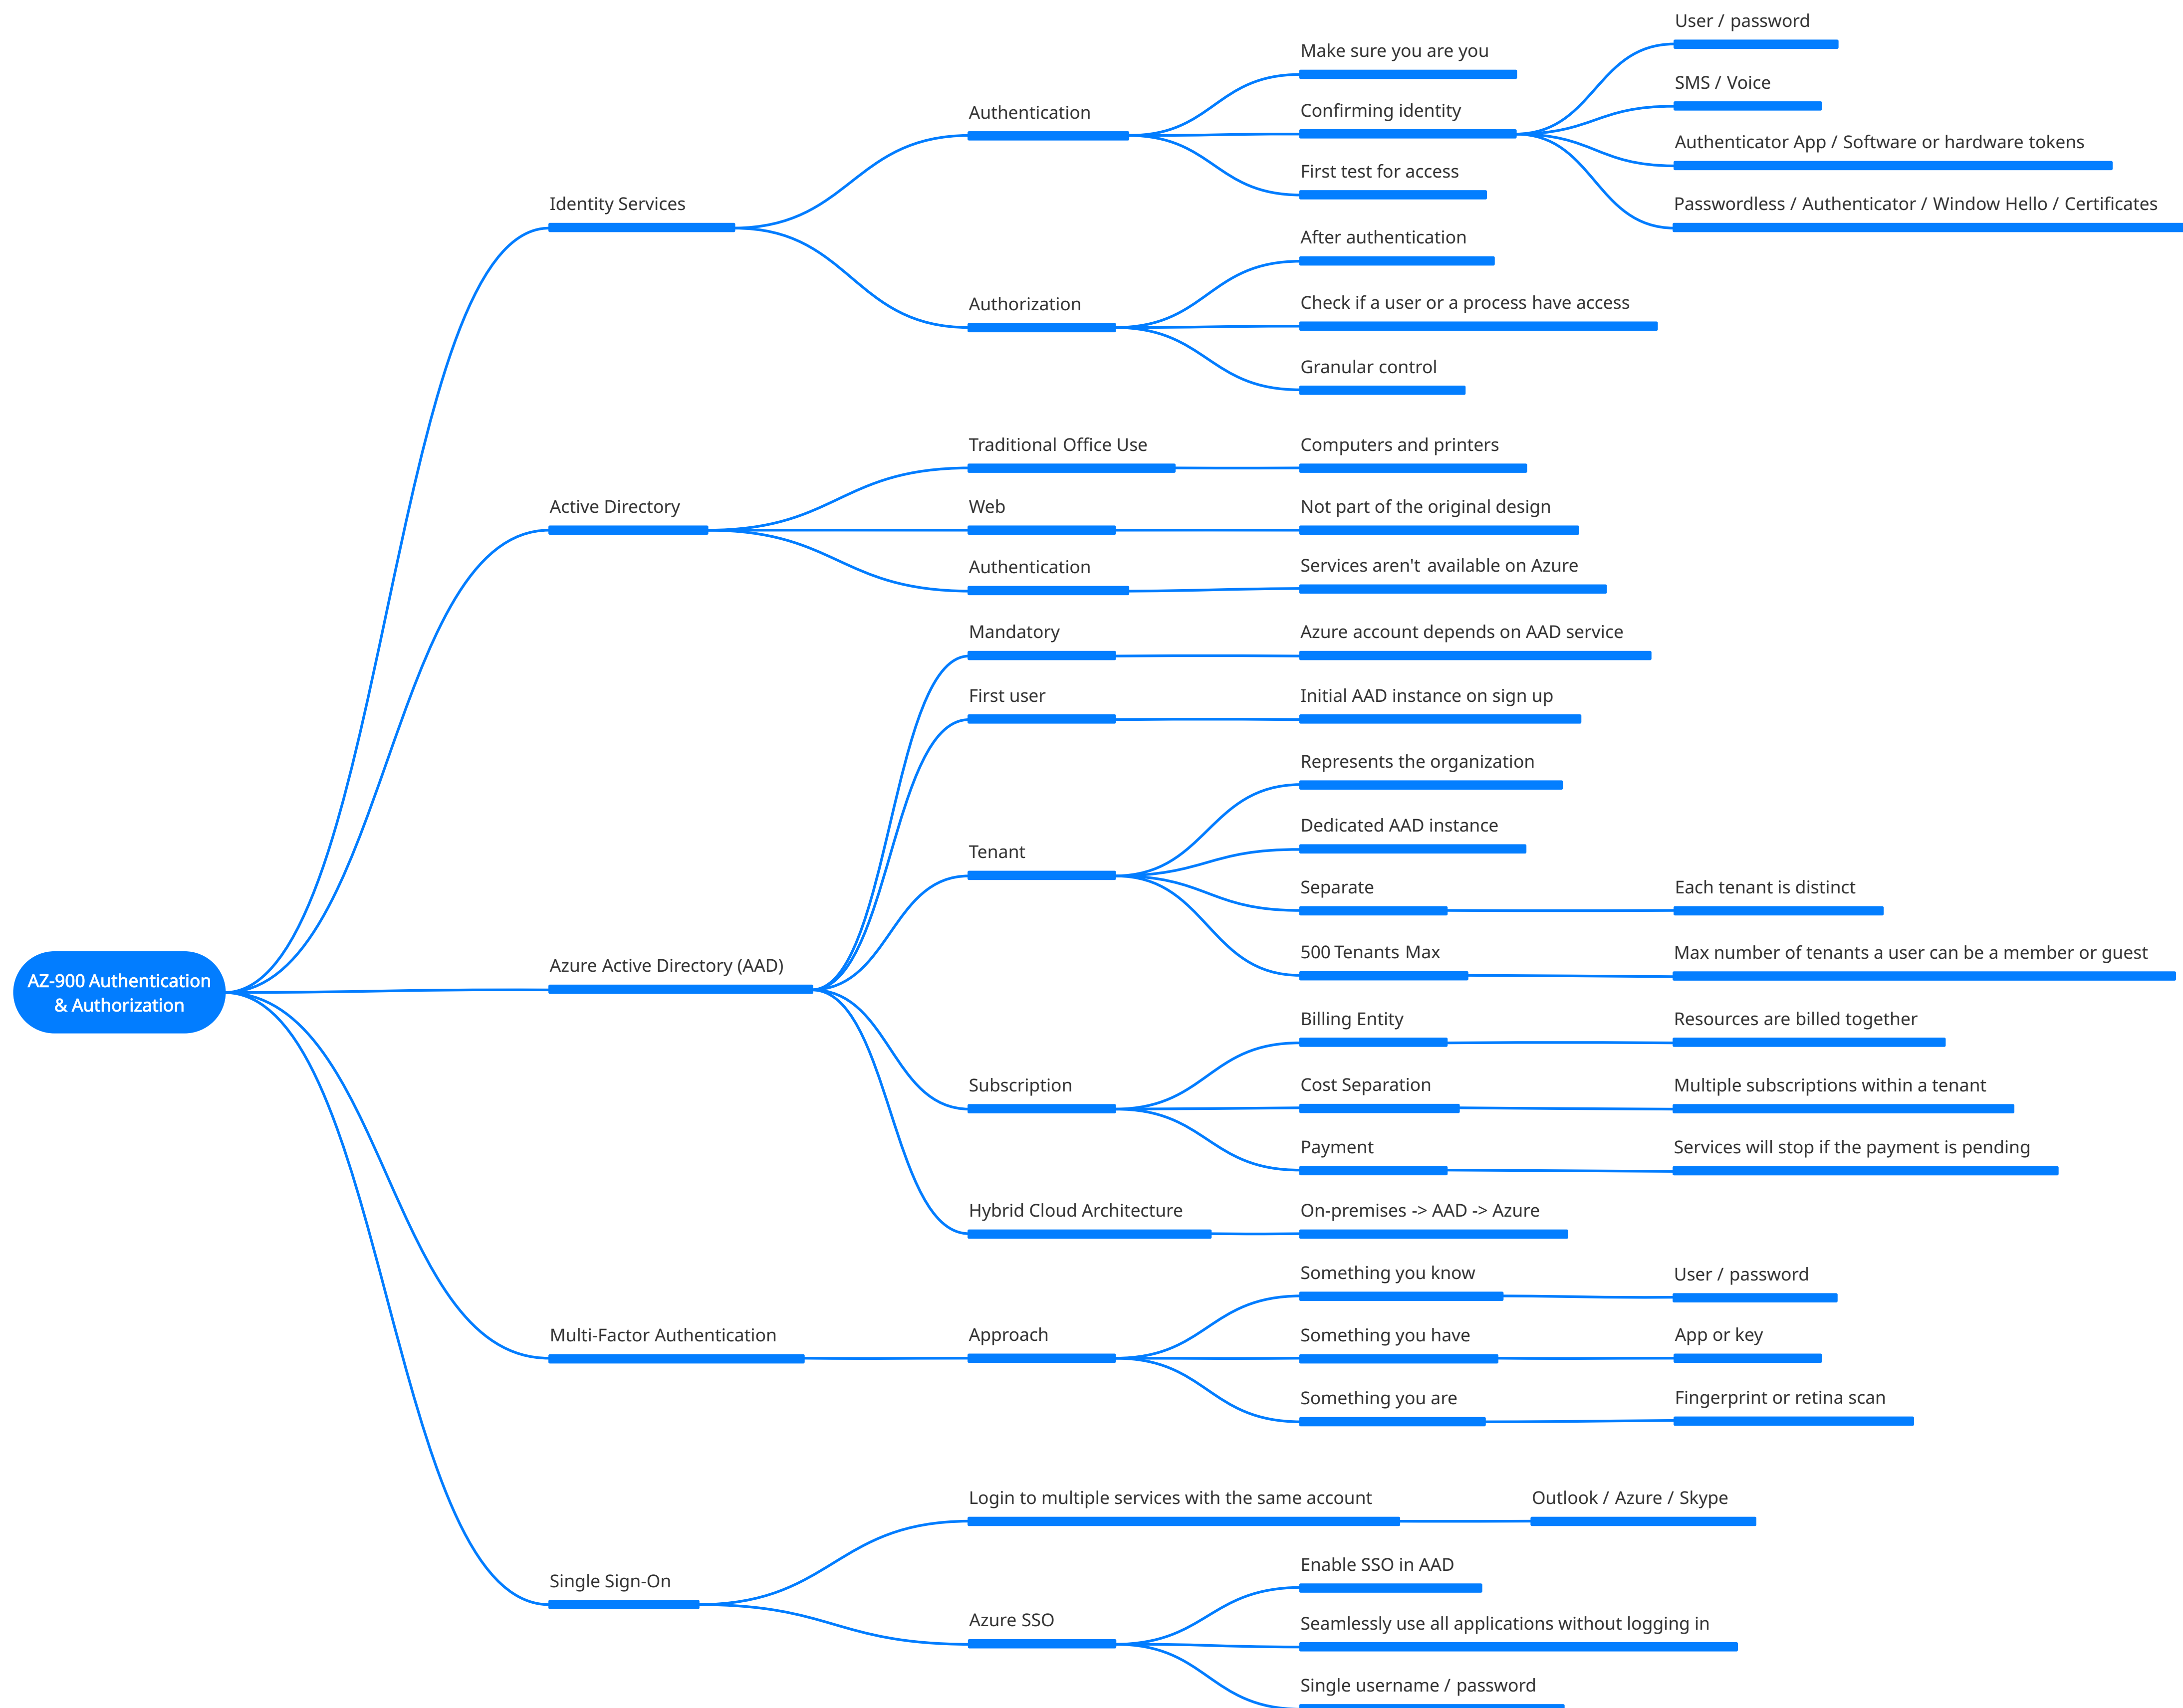 AZ-900 Authentication
& Authorization
Identity Services
Authentication
Make sure you are you
Confirming identity
User / password
SMS / Voice
Authenticator App / Software or hardware tokens
Passwordless / Authenticator / Window Hello / Certificates
First test for access
Authorization
After authentication
Check if a user or a process have access
Granular control
Active Directory
Traditional Office Use
Computers and printers
Web
Not part of the original design
Authentication
Services aren't available on Azure
Azure Active Directory (AAD)
Mandatory
Azure account depends on AAD service
First user
Initial AAD instance on sign up
Tenant
Represents the organization
Dedicated AAD instance
Separate
Each tenant is distinct
500 Tenants Max
Max number of tenants a user can be a member or guest
Subscription
Billing Entity
Resources are billed together
Cost Separation
Multiple subscriptions within a tenant
Payment
Services will stop if the payment is pending
Hybrid Cloud Architecture
On-premises -> AAD -> Azure
Multi-Factor Authentication
Approach
Something you know
User / password
Something you have
App or key
Something you are
Fingerprint or retina scan
Single Sign-On
Login to multiple services with the same account
Outlook / Azure / Skype
Azure SSO
Enable SSO in AAD
Seamlessly use all applications without logging in
Single username / password